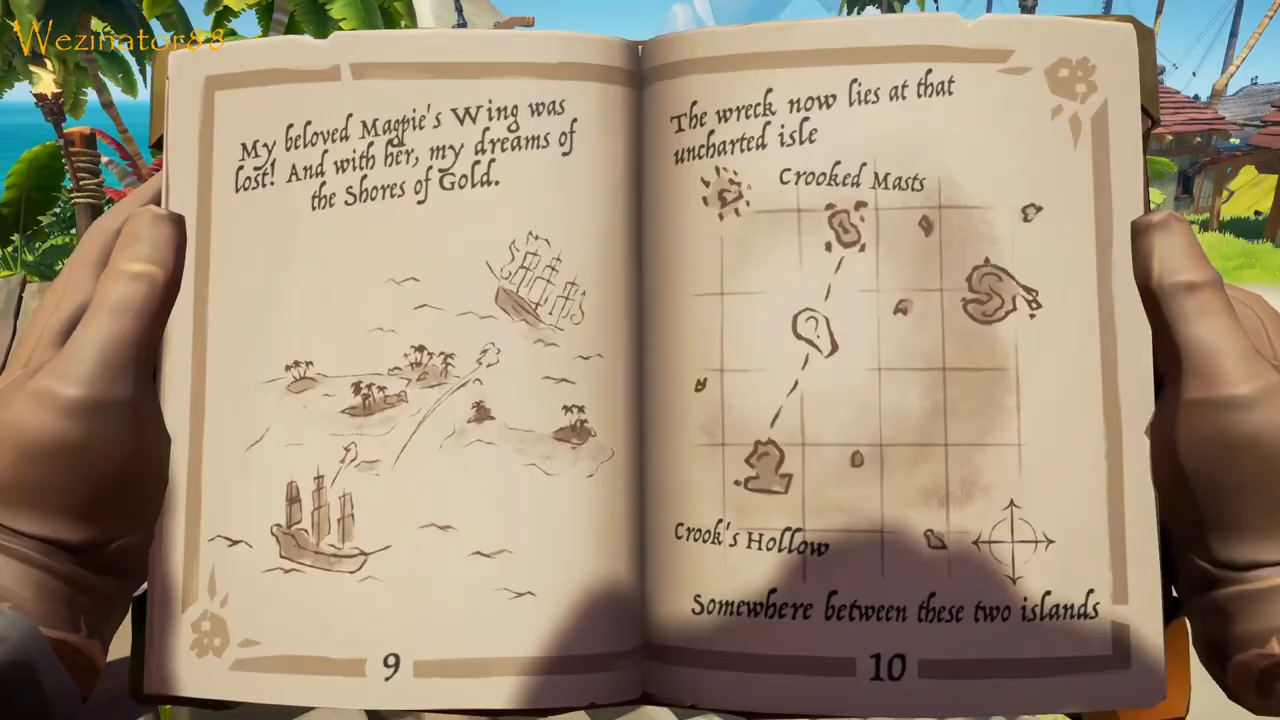 Wezinator88
My beloved Magpie's Wing was
lost! And with her, my dreams of
the Shores of Gold.
9
The wreck now lies at that
uncharted isle
Crooked Masts
?
Crook's Hollow
Somewhere between these two islands
10